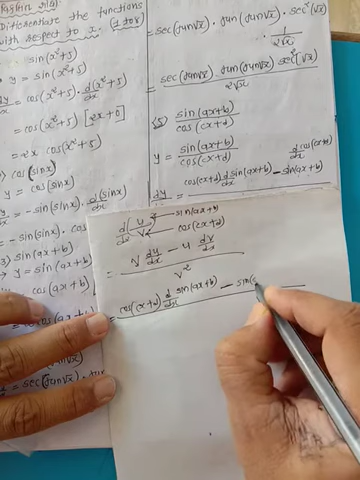 Differentiate the functions
with respect to x. (1 to 8)
sin(x²+5)
y = sin(x²+5)
dy/dx = cos(x²+5) · d/dx(x²+5)
= cos(x²+5) [2x+0]
= 2x cos(x²+5)
cos(sinx)
y = cos(sinx)
= -sin(sinx) · d/dx(sinx)
= -sin(sinx) · cos
3) sin(ax+b)
y = sin(ax+b)
cos(ax+b)
= sec(tan√x) · tan(tan√x) · sec²(√x) · 1/2√x
= sec(tan√x) tan(tan√x) sec²(√x) / 2√x
(5) sin(ax+b) / cos(cx+d)
y = sin(ax+b) / cos(cx+d)
dy/dx = cos(cx+d) d/dx sin(ax+b) - sin(ax+b) d/dx cos(cx+d)
d/dx (u/v) sin(ax+b) cos(cx+d)
= v du/dx - u dv/dx / v²
= cos(cx+d) d/dx sin(ax+b) - sin(